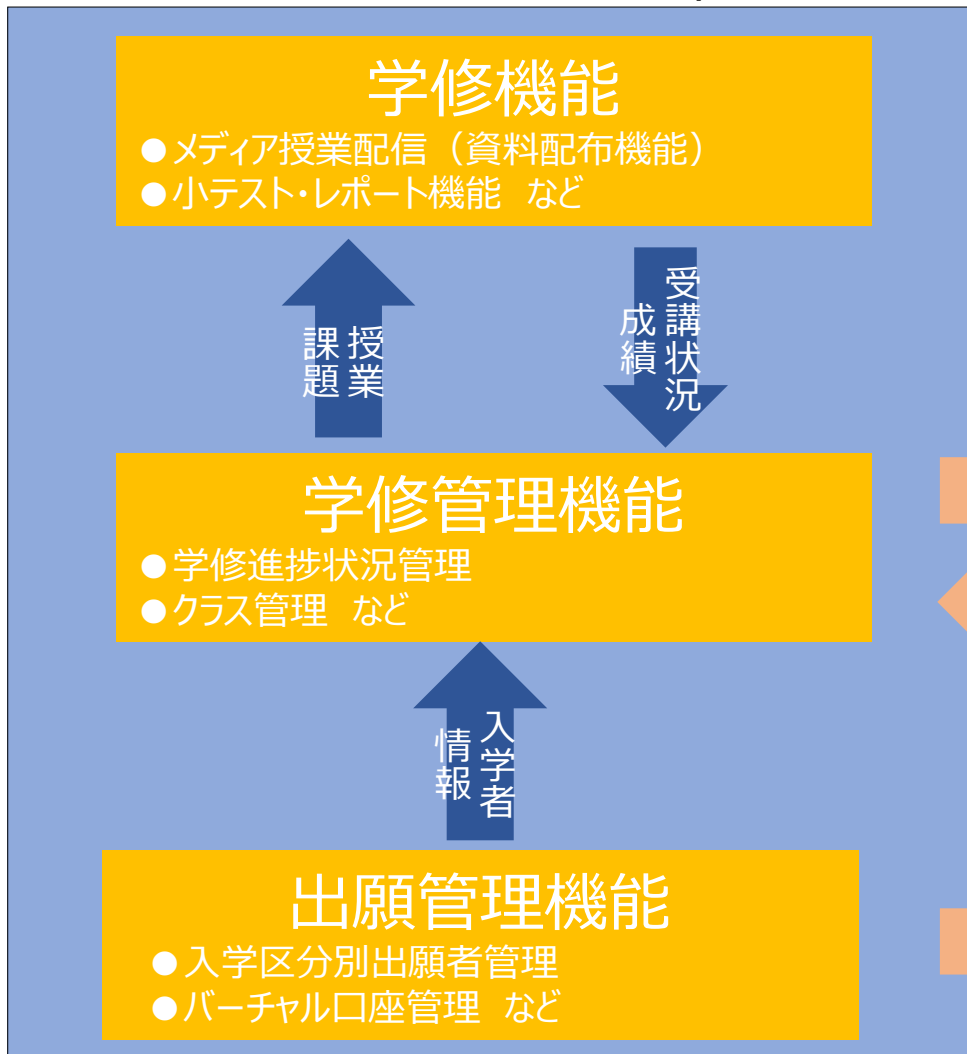 学修機能
●メディア授業配信（資料配布機能）
●小テスト・レポート機能　など
授業
課題
受講状況
成績
学修管理機能
●学修進捗状況管理
●クラス管理　など
入学者
情報
出願管理機能
●入学区分別出願者管理
●バーチャル口座管理　など